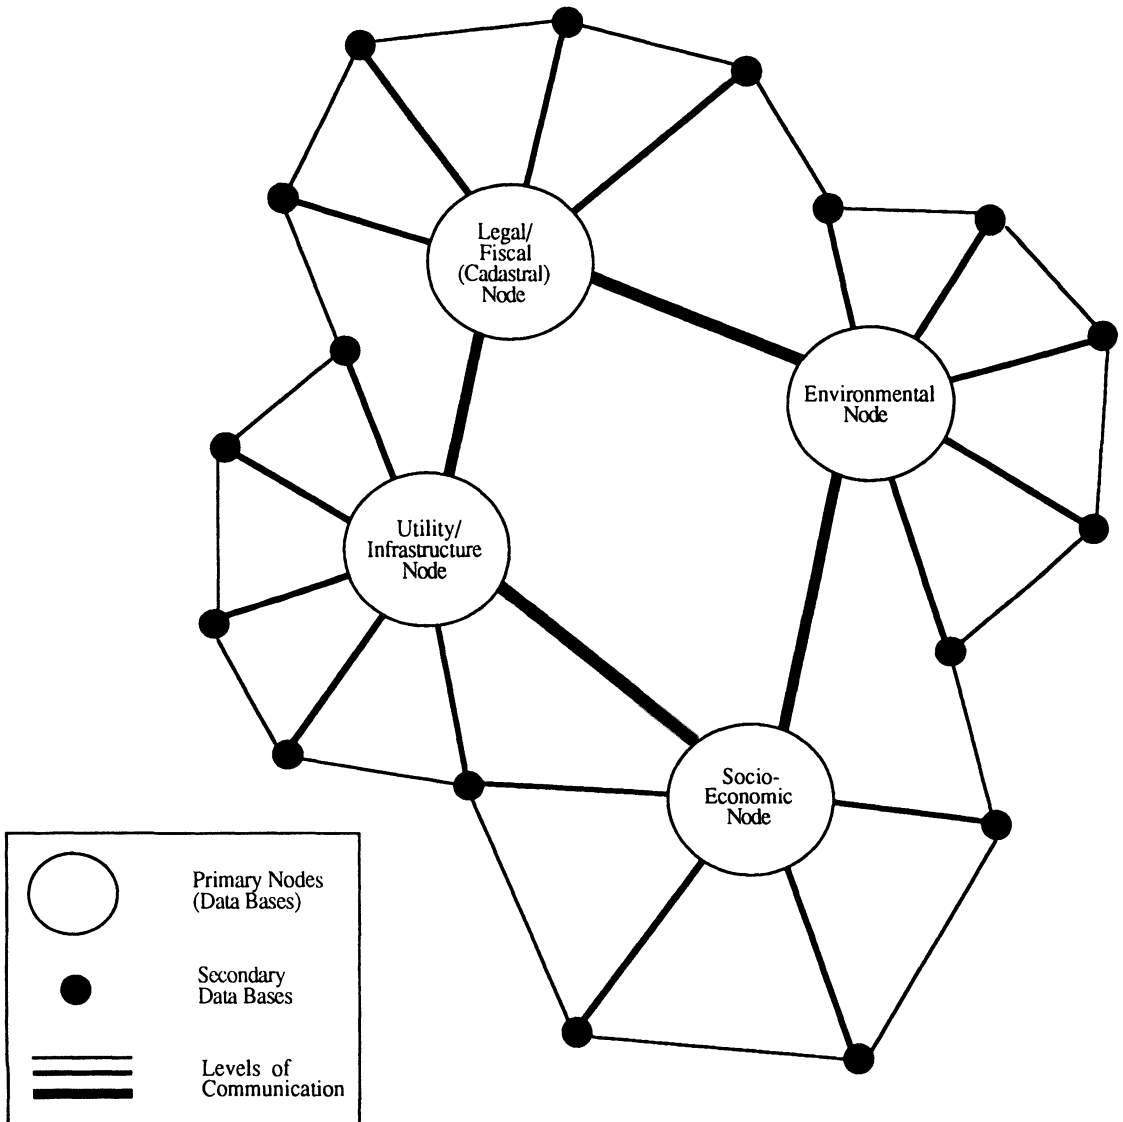 Legal/
Fiscal
(Cadastral)
Node
Environmental
Node
Utility/
Infrastructure
Node
Socio-
Economic
Node
Primary Nodes
(Data Bases)
Secondary
Data Bases
Levels of
Communication